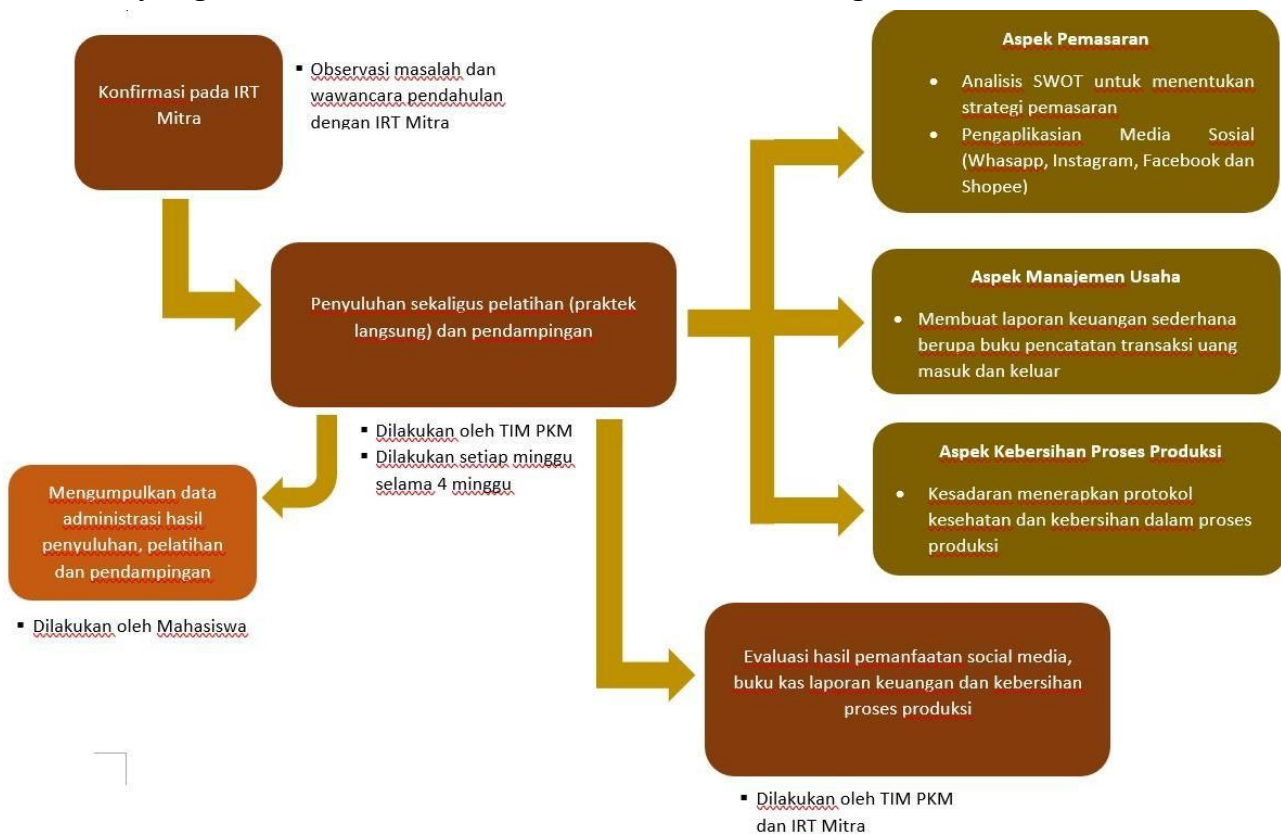 Konfirmasi pada IRT
Mitra
▪ Observasi masalah dan
wawancara pendahulan
dengan IRT Mitra
Penyuluhan sekaligus pelatihan (praktek
langsung) dan pendampingan
▪ Dilakukan oleh TIM PKM
▪ Dilakukan setiap minggu
selama 4 minggu
Aspek Pemasaran
• Analisis SWOT untuk menentukan
strategi pemasaran
• Pengaplikasian Media Sosial
(Whasapp, Instagram, Facebook dan
Shopee)
Aspek Manajemen Usaha
• Membuat laporan keuangan sederhana
berupa buku pencatatan transaksi uang
masuk dan keluar
Aspek Kebersihan Proses Produksi
• Kesadaran menerapkan protokol
kesehatan dan kebersihan dalam proses
produksi
Mengumpulkan data
administrasi hasil
penyuluhan, pelatihan
dan pendampingan
▪ Dilakukan oleh Mahasiswa
Evaluasi hasil pemanfaatan social media,
buku kas laporan keuangan dan kebersihan
proses produksi
▪ Dilakukan oleh TIM PKM
dan IRT Mitra